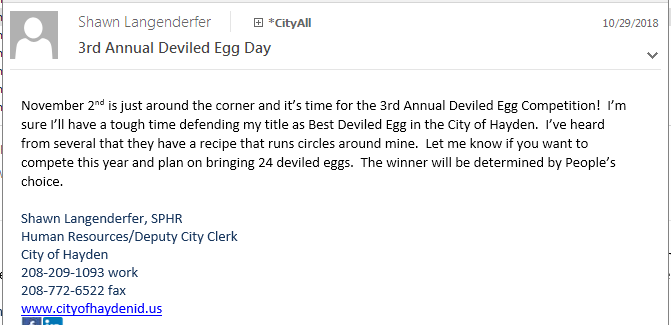 Shawn Langenderfer *CityAll 10/29/2018
3rd Annual Deviled Egg Day
November 2nd is just around the corner and it's time for the 3rd Annual Deviled Egg Competition! I'm
sure I'll have a tough time defending my title as Best Deviled Egg in the City of Hayden. I've heard
from several that they have a recipe that runs circles around mine. Let me know if you want to
compete this year and plan on bringing 24 deviled eggs. The winner will be determined by People's
choice.
Shawn Langenderfer, SPHR
Human Resources/Deputy City Clerk
City of Hayden
208-209-1093 work
208-772-6522 fax
www.cityofhaydenid.us